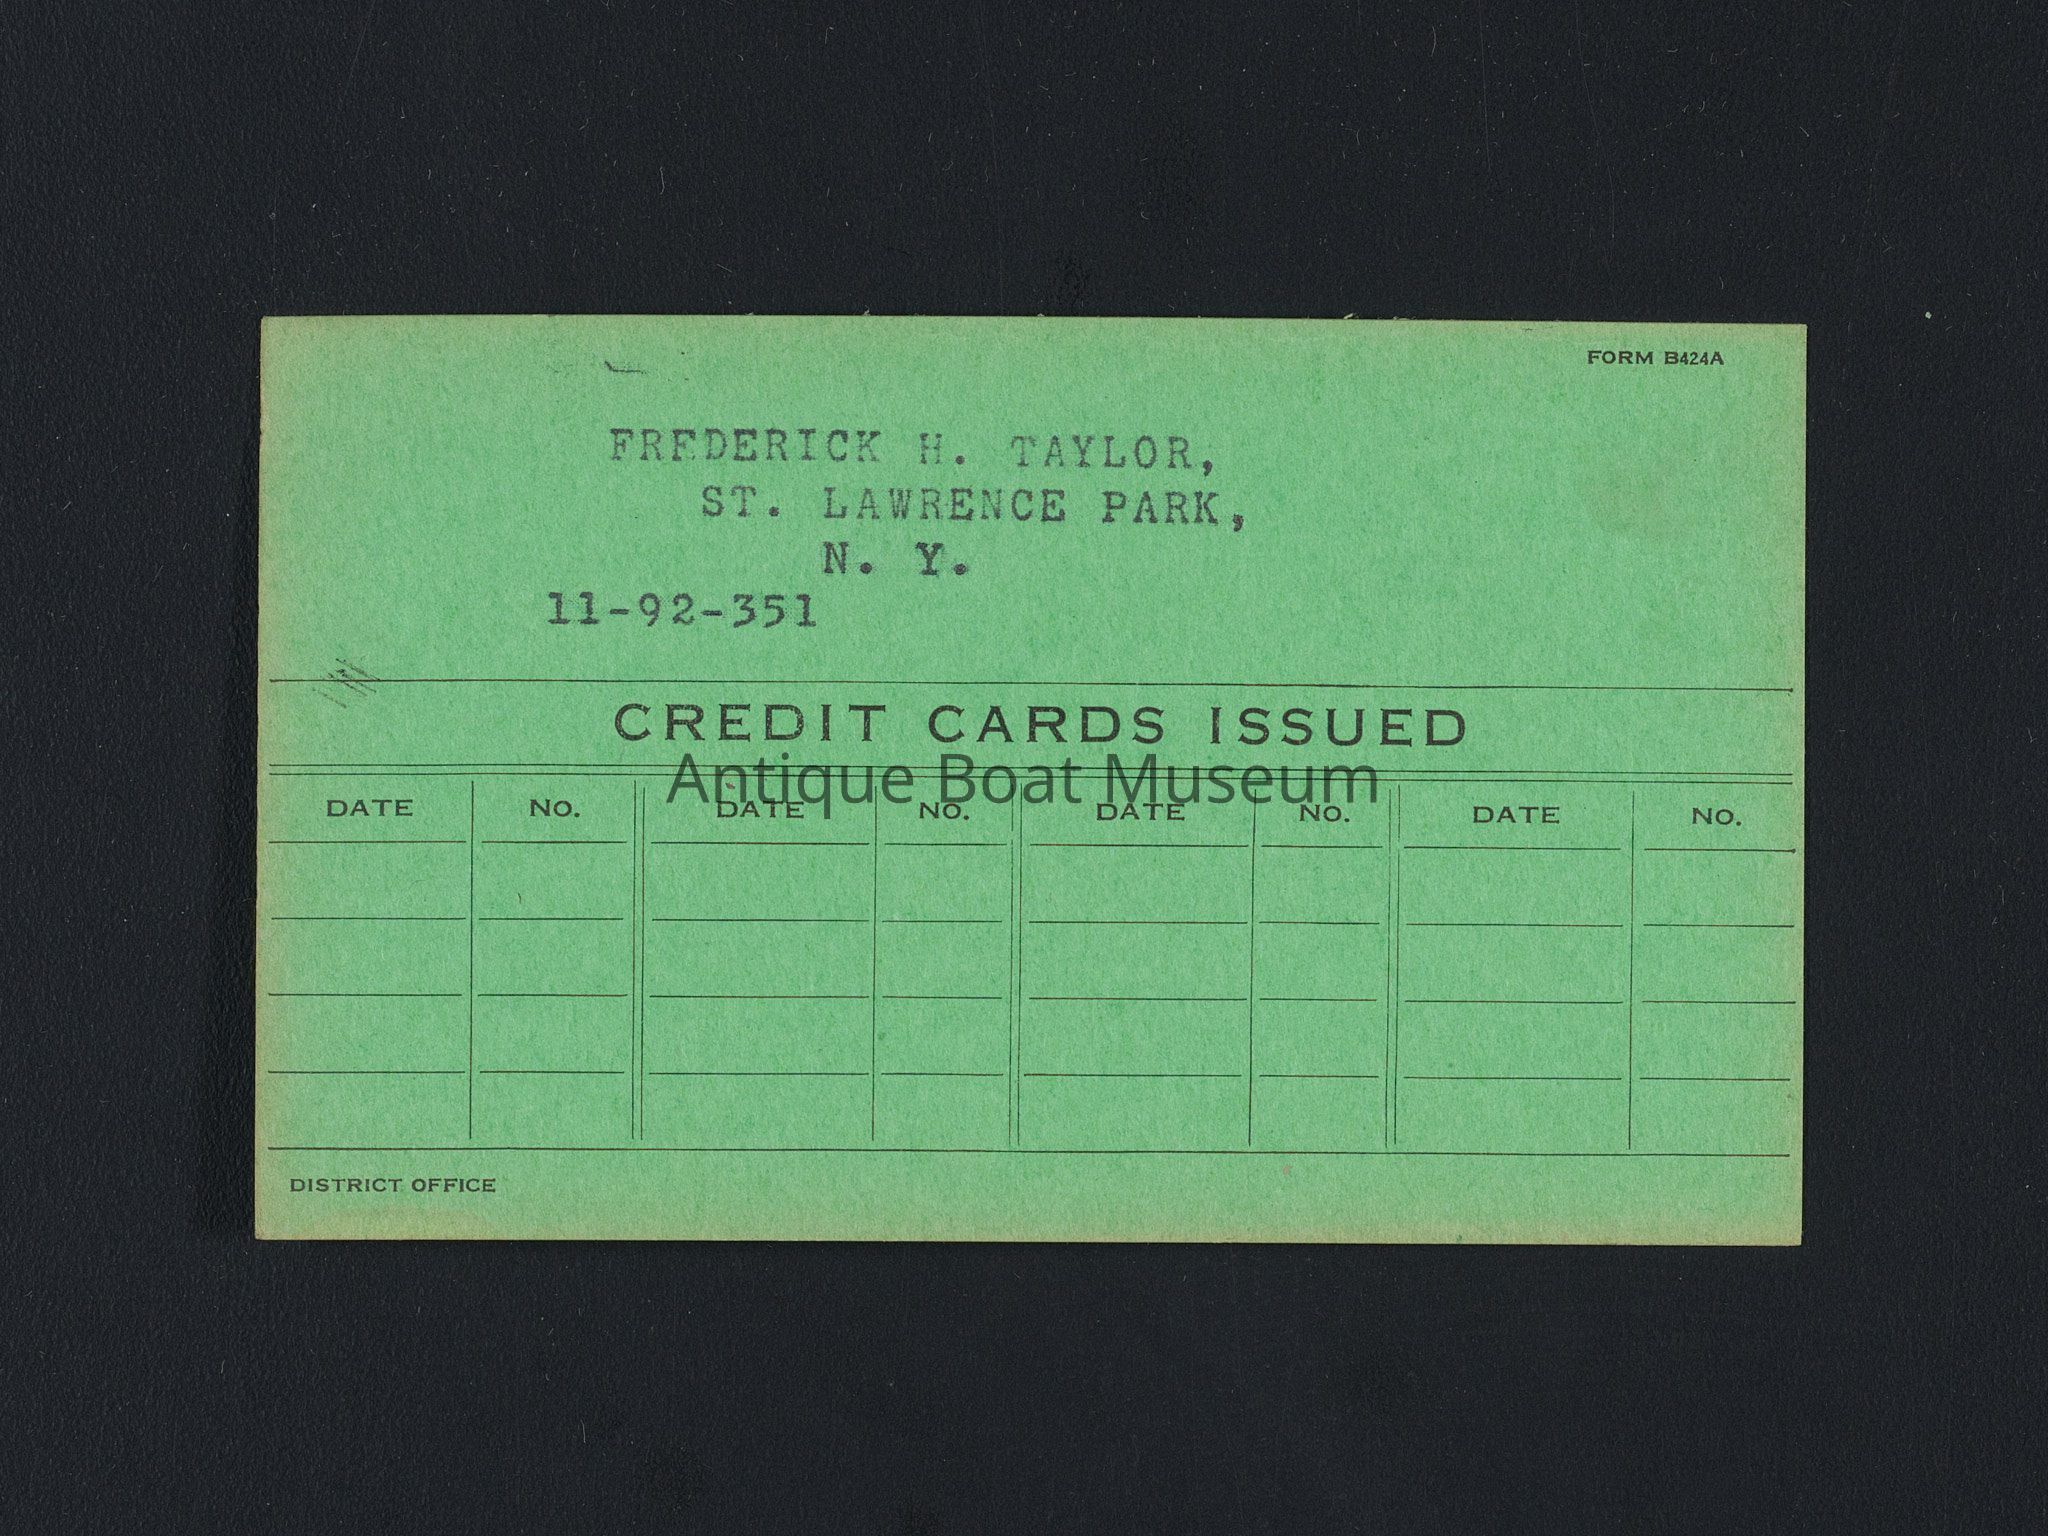 FORM B424A
FREDERICK H. TAYLOR,
ST. LAWRENCE PARK,
N. Y.
11-92-351
CREDIT CARDS ISSUED
Antique Boat Museum
DATE NO. DATE NO. DATE NO. DATE NO.
DISTRICT OFFICE